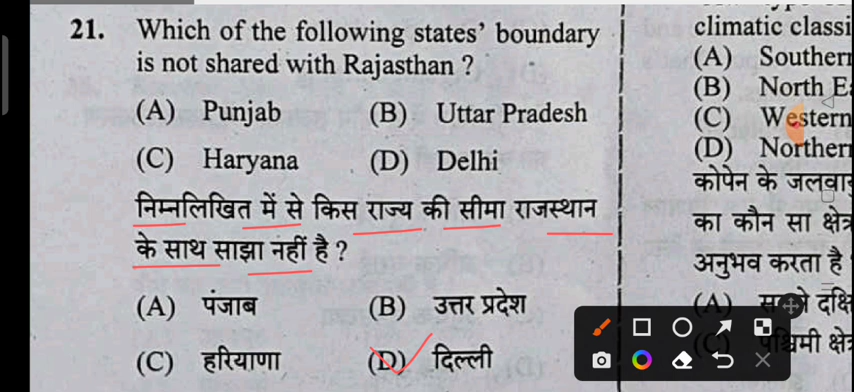 21. Which of the following states' boundary
is not shared with Rajasthan ?
(A) Punjab (B) Uttar Pradesh
(C) Haryana (D) Delhi
निम्नलिखित में से किस राज्य की सीमा राजस्थान
के साथ साझा नहीं है ?
(A) पंजाब (B) उत्तर प्रदेश
(C) हरियाणा (D) दिल्ली
climatic classi
(A) Southern
(B) North Ea
(C) Western
(D) Northern
कोपेन के जलवायु
का कौन सा क्षेत्र
अनुभव करता है
(A)
(C) पश्चिमी क्षेत्र